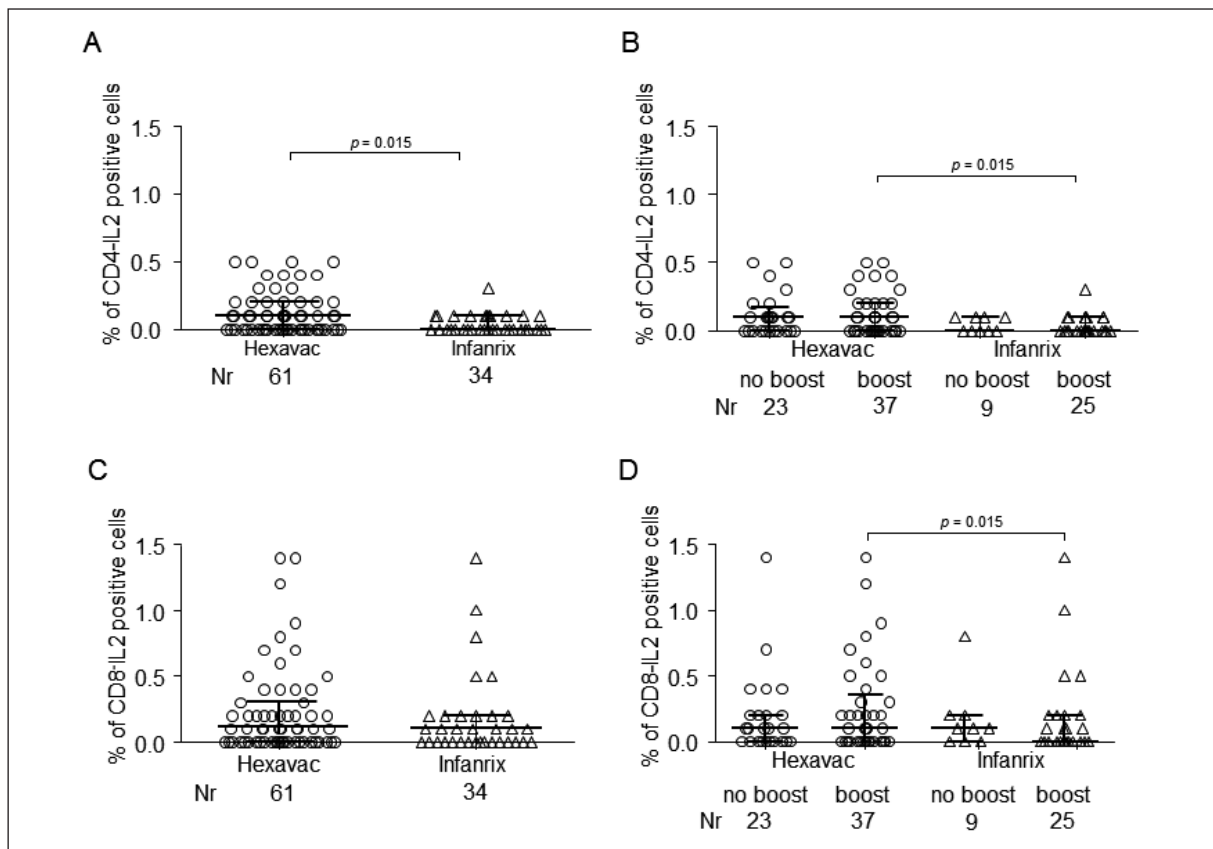 A
% of CD4-IL2 positive cells
1.5
1.0
0.5
0.0
p = 0.015
Hexavac Infanrix
Nr 61 34
B
% of CD4-IL2 positive cells
1.5
1.0
0.5
0.0
p = 0.015
Hexavac Infanrix
no boost boost no boost boost
Nr 23 37 9 25
C
% of CD8-IL2 positive cells
1.5
1.0
0.5
0.0
Hexavac Infanrix
Nr 61 34
D
% of CD8-IL2 positive cells
1.5
1.0
0.5
0.0
p = 0.015
Hexavac Infanrix
no boost boost no boost boost
Nr 23 37 9 25